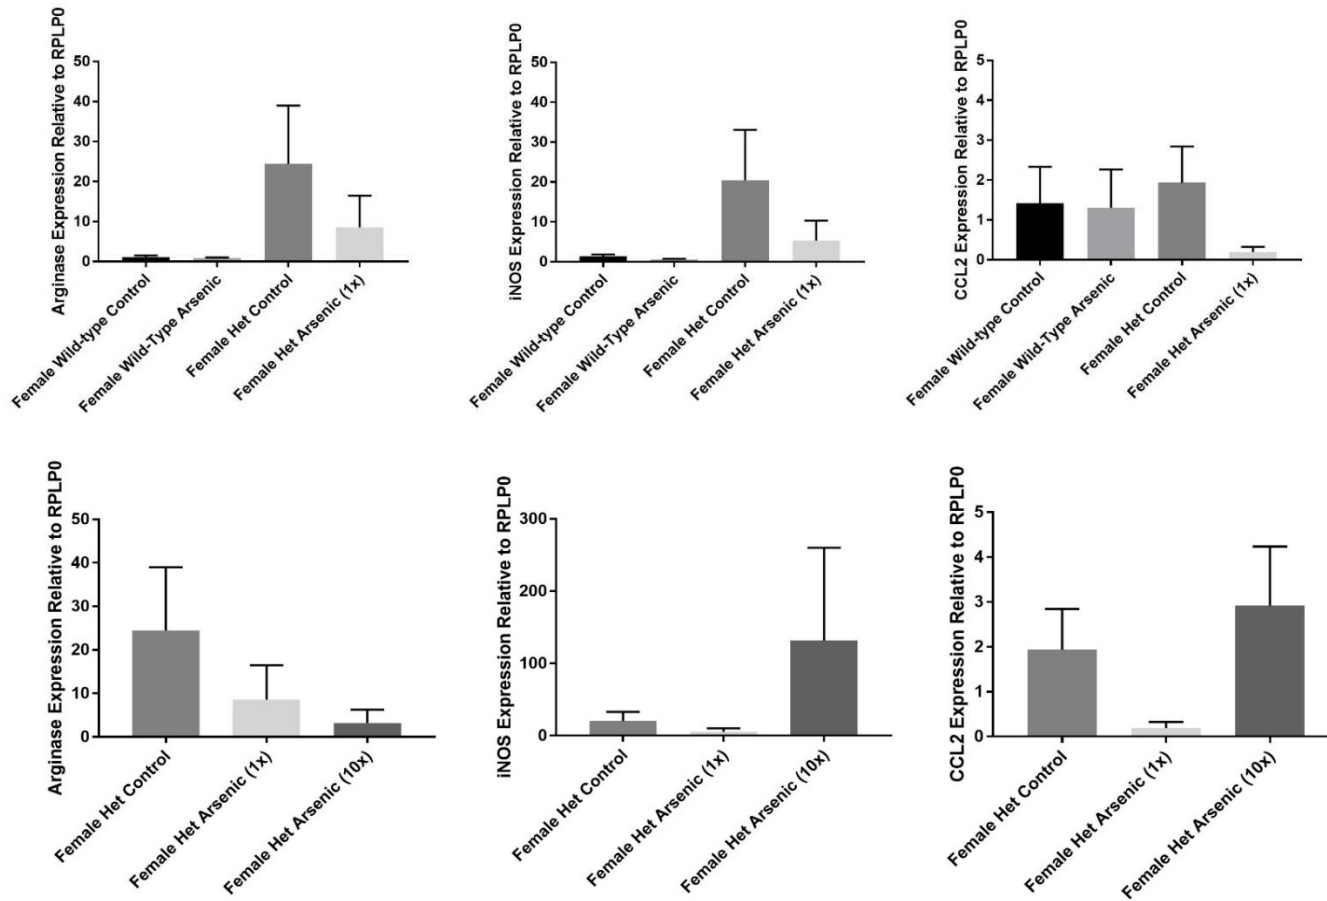 Arginase Expression Relative to RPLP0
50
40
30
20
10
0
Female Wild-type Control
Female Wild-Type Arsenic
Female Het Control
Female Het Arsenic (1x)
iNOS Expression Relative to RPLP0
50
40
30
20
10
0
Female Wild-type Control
Female Wild-Type Arsenic
Female Het Control
Female Het Arsenic (1x)
CCL2 Expression Relative to RPLP0
5
4
3
2
1
0
Female Wild-type Control
Female Wild-Type Arsenic
Female Het Control
Female Het Arsenic (1x)
Arginase Expression Relative to RPLP0
50
40
30
20
10
0
Female Het Control
Female Het Arsenic (1x)
Female Het Arsenic (10x)
iNOS Expression Relative to RPLP0
300
200
100
0
Female Het Control
Female Het Arsenic (1x)
Female Het Arsenic (10x)
CCL2 Expression Relative to RPLP0
5
4
3
2
1
0
Female Het Control
Female Het Arsenic (1x)
Female Het Arsenic (10x)